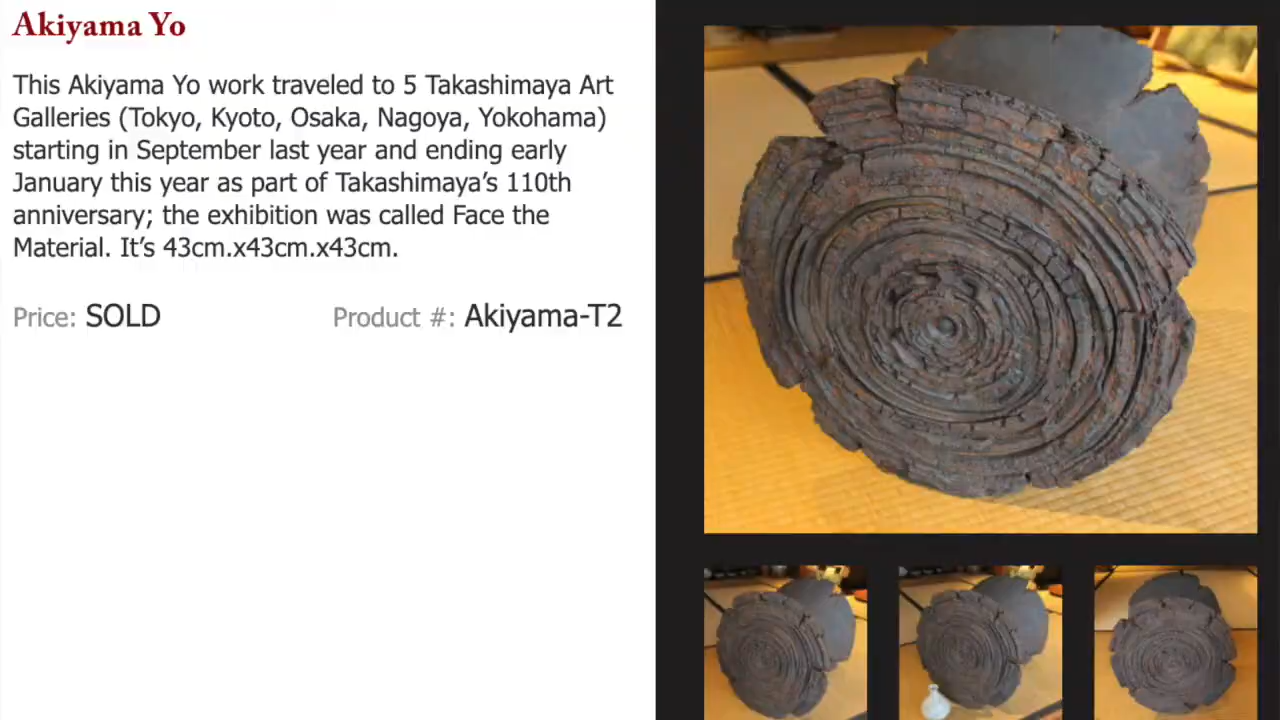 Akiyama Yo
This Akiyama Yo work traveled to 5 Takashimaya Art
Galleries (Tokyo, Kyoto, Osaka, Nagoya, Yokohama)
starting in September last year and ending early
January this year as part of Takashimaya’s 110th
anniversary; the exhibition was called Face the
Material. It’s 43cm.x43cm.x43cm.
Price: SOLD Product #: Akiyama-T2